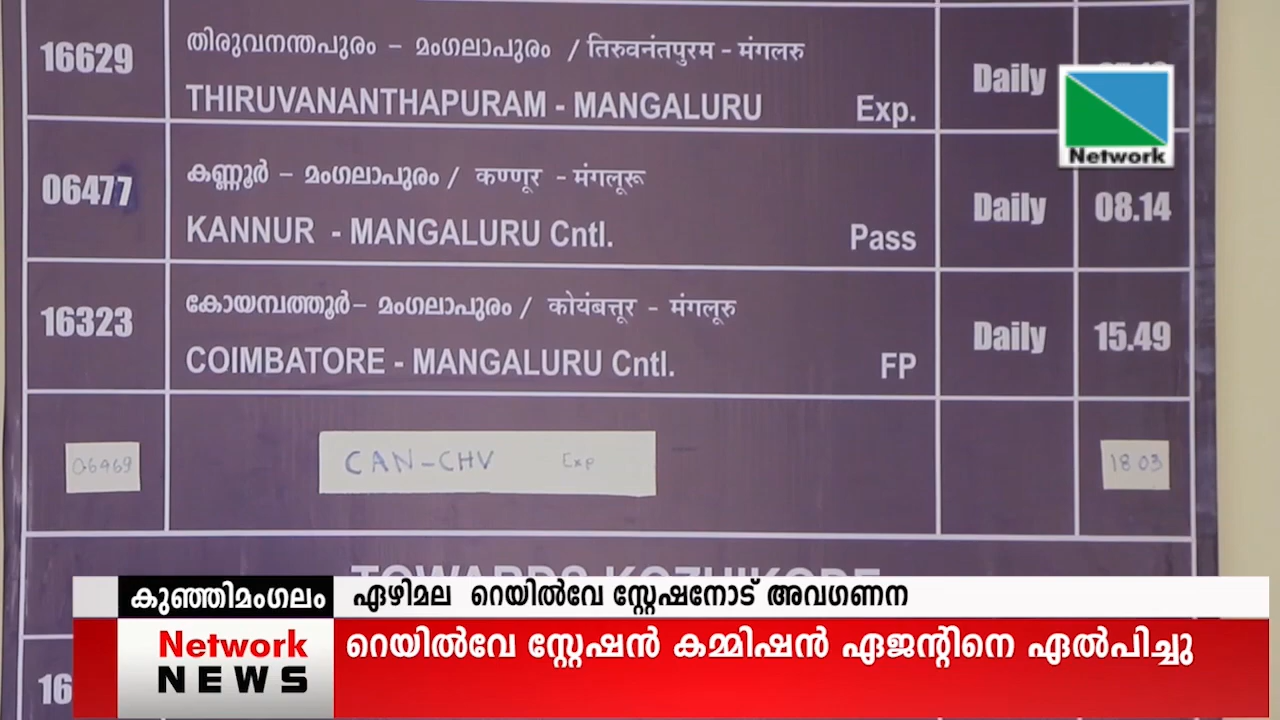 16629
തിരുവനന്തപുരം - മംഗലാപുരം / तिरुवनंतपुरम - मंगलरु
THIRUVANANTHAPURAM - MANGALURU Exp.
Daily
Network
06477
കണ്ണൂർ - മംഗലാപുരം / कण्णूर - मंगलूरू
KANNUR - MANGALURU Cntl. Pass
Daily 08.14
16323
കോയമ്പത്തൂർ- മംഗലാപുരം / कोयंबत्तूर - मंगलूरु
COIMBATORE - MANGALURU Cntl. FP
Daily 15.49
06469 CAN-CHV Exp 18 03
TOWARDS KOZHIKODE
കുഞ്ഞിമംഗലം ഏഴിമല റെയിൽവേ സ്റ്റേഷനോട് അവഗണന
Network NEWS
റെയിൽവേ സ്റ്റേഷൻ കമ്മിഷൻ ഏജന്റിനെ ഏൽപിച്ചു